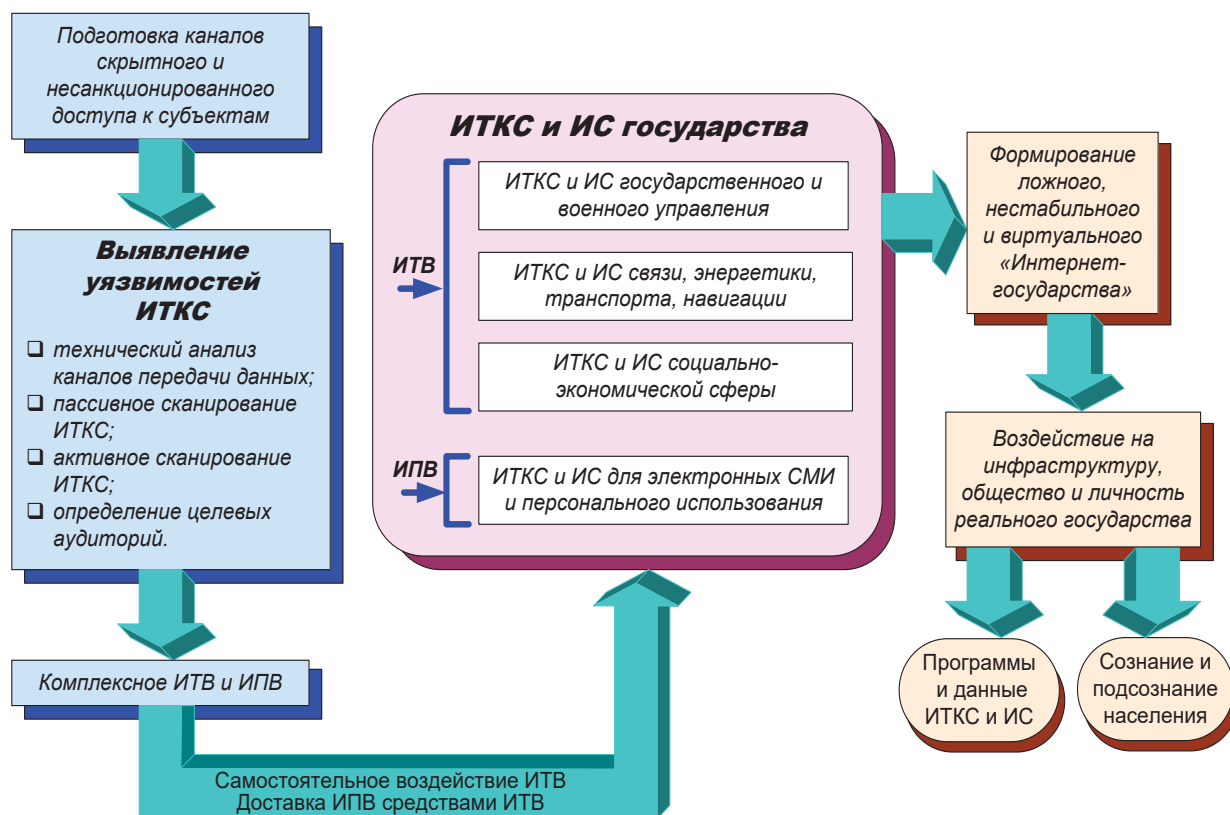 Подготовка каналов
скрытного и
несанкционированного
доступа к субъектам
Выявление
уязвимостей
ИТКС
технический анализ
каналов передачи данных;
пассивное сканирование
ИТКС;
активное сканирование
ИТКС;
определение целевых
аудиторий.
Комплексное ИТВ и ИПВ
Самостоятельное воздействие ИТВ
Доставка ИПВ средствами ИТВ
ИТКС и ИС государства
ИТВ
ИТКС и ИС государственного и
военного управления
ИТКС и ИС связи, энергетики,
транспорта, навигации
ИТКС и ИС социально-
экономической сферы
ИПВ
ИТКС и ИС для электронных СМИ
и персонального использования
Формирование
ложного,
нестабильного
и виртуального
«Интернет-
государства»
Воздействие на
инфраструктуру,
общество и личность
реального государства
Программы
и данные
ИТКС и ИС
Сознание и
подсознание
населения